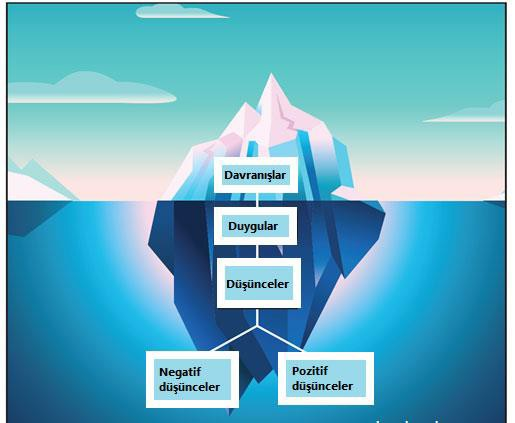 Davranışlar
Duygular
Düşünceler
Negatif
düşünceler
Pozitif
düşünceler